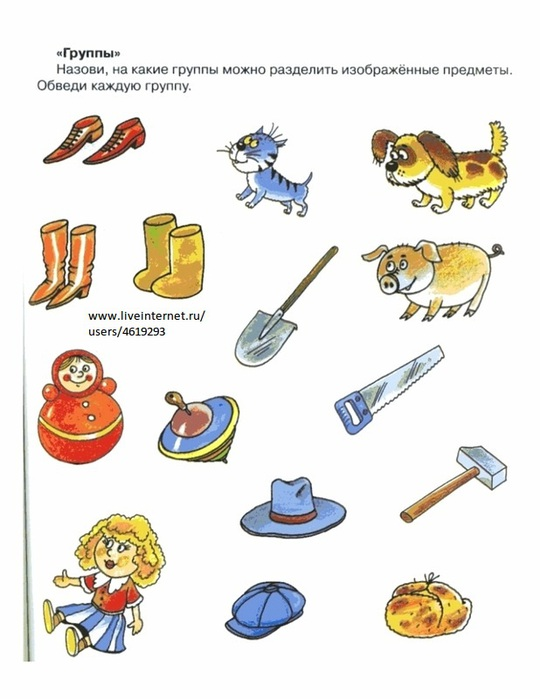 «Группы»
Назови, на какие группы можно разделить изображённые предметы.
Обведи каждую группу.
www.liveinternet.ru/
users/4619293